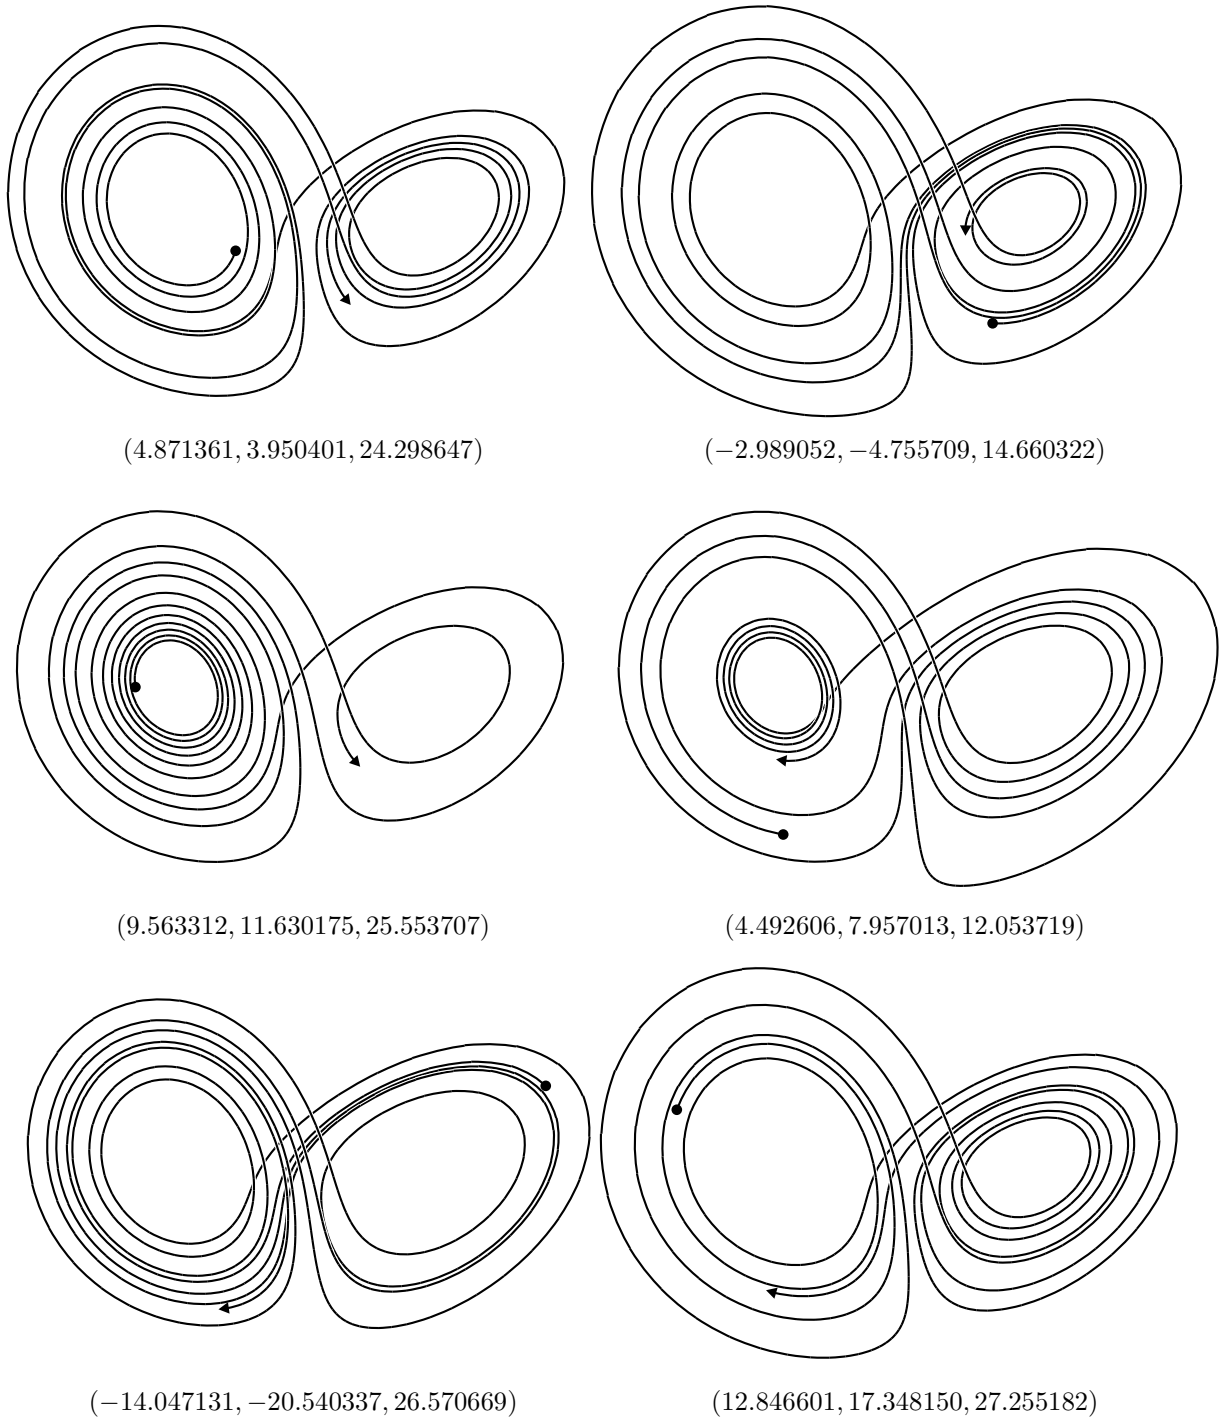 (4.871361, 3.950401, 24.298647)
(−2.989052, −4.755709, 14.660322)
(9.563312, 11.630175, 25.553707)
(4.492606, 7.957013, 12.053719)
(−14.047131, −20.540337, 26.570669)
(12.846601, 17.348150, 27.255182)